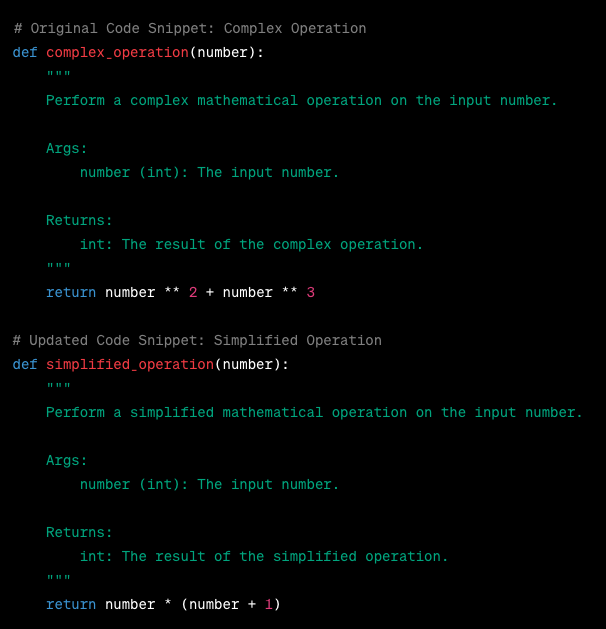 # Original Code Snippet: Complex Operation
def complex_operation(number):
    """
    Perform a complex mathematical operation on the input number.

    Args:
        number (int): The input number.

    Returns:
        int: The result of the complex operation.
    """
    return number ** 2 + number ** 3

# Updated Code Snippet: Simplified Operation
def simplified_operation(number):
    """
    Perform a simplified mathematical operation on the input number.

    Args:
        number (int): The input number.

    Returns:
        int: The result of the simplified operation.
    """
    return number * (number + 1)